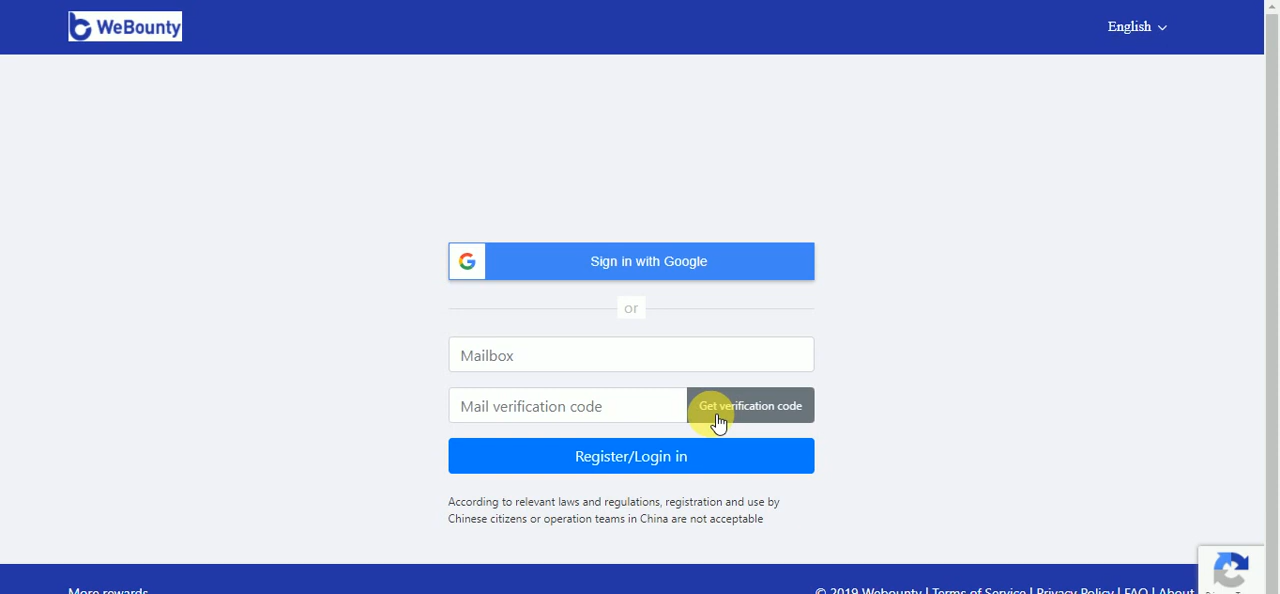 WeBounty
English
Sign in with Google
or
Mailbox
Mail verification code
Get verification code
Register/Login in
According to relevant laws and regulations, registration and use by
Chinese citizens or operation teams in China are not acceptable
More rewards
© 2019 Webounty | Terms of Service | Privacy Policy | FAQ | About